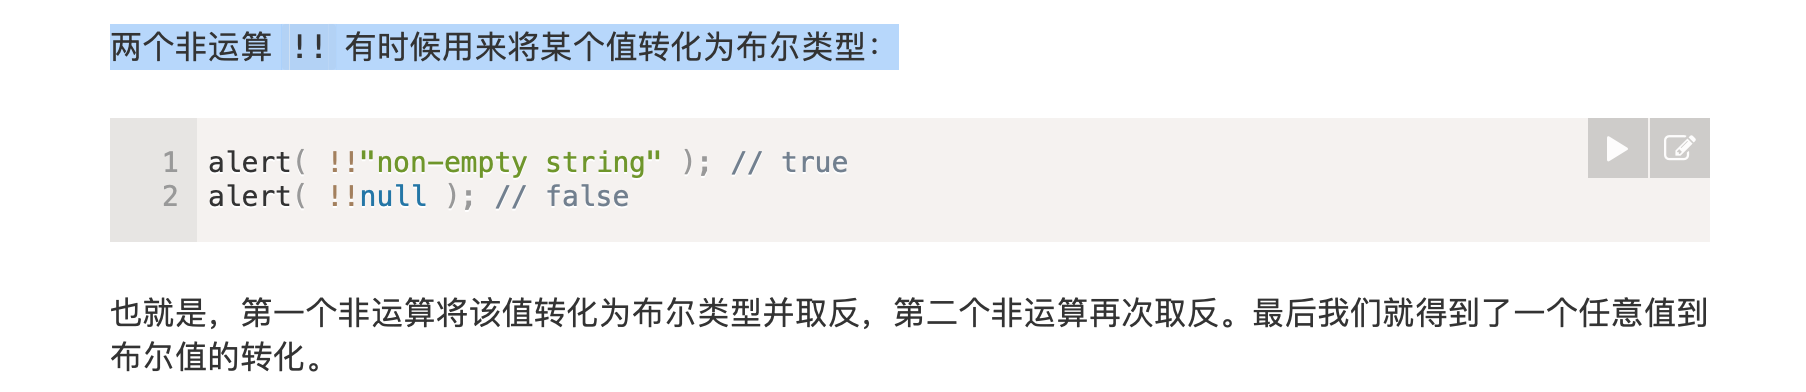 两个非运算 !! 有时候用来将某个值转化为布尔类型：
1 alert( !!"non-empty string" ); // true
2 alert( !!null ); // false
也就是，第一个非运算将该值转化为布尔类型并取反，第二个非运算再次取反。最后我们就得到了一个任意值到
布尔值的转化。